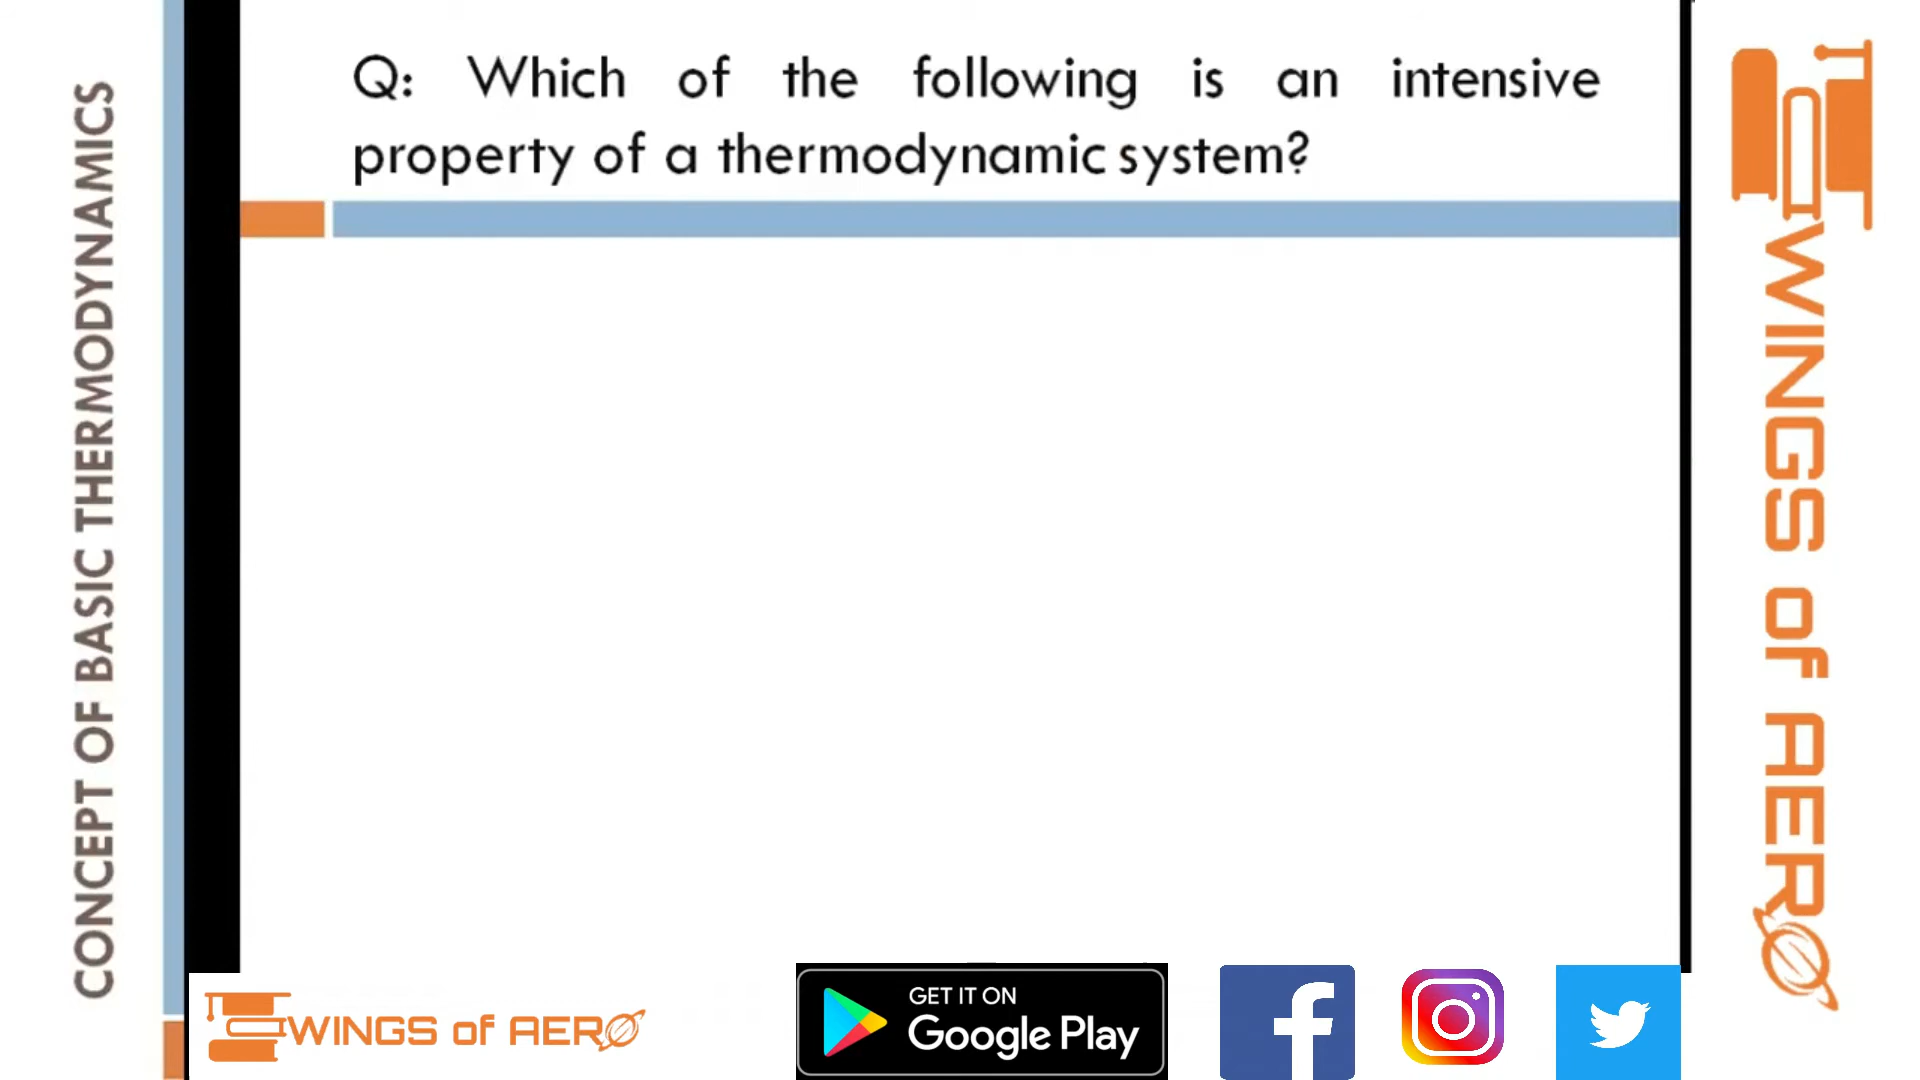 CONCEPT OF BASIC THERMODYNAMICS
Q: Which of the following is an intensive
property of a thermodynamic system?
WINGS of AERO
WINGS of AERO
GET IT ON
Google Play